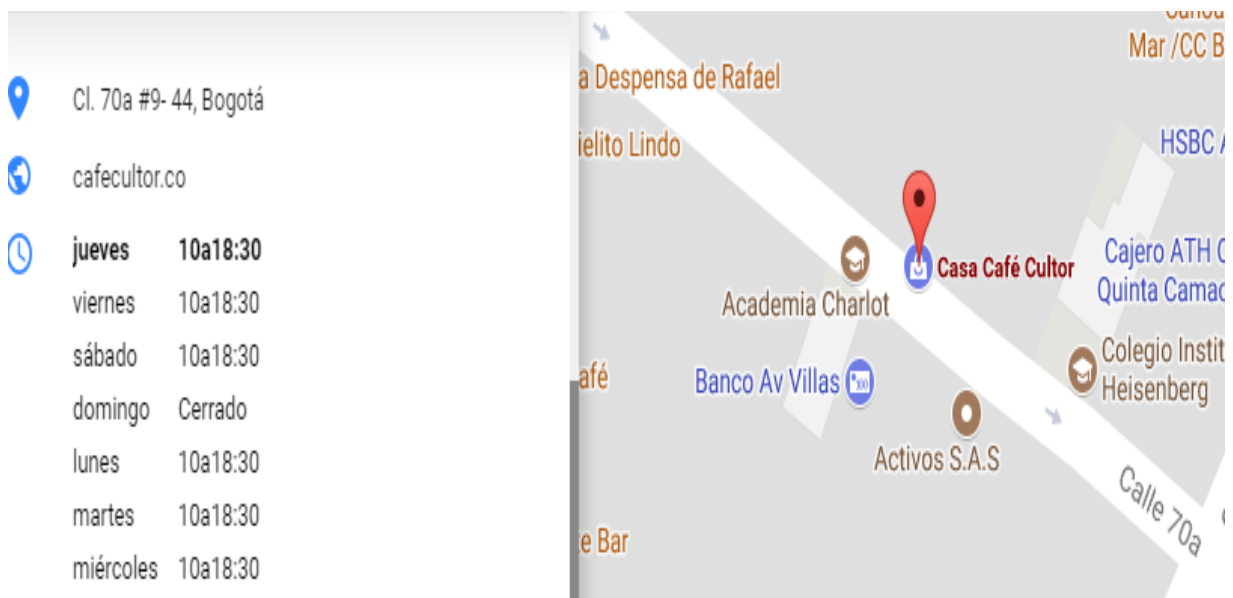 Cl. 70a #9- 44, Bogotá
cafecultor.co
jueves 10a18:30
viernes 10a18:30
sábado 10a18:30
domingo Cerrado
lunes 10a18:30
martes 10a18:30
miércoles 10a18:30
Mar /CC B
a Despensa de Rafael
ielito Lindo
HSBC
Casa Café Cultor
Cajero ATH
Quinta Camac
Academia Charlot
Colegio Instit
Heisenberg
afé
Banco Av Villas
Activos S.A.S
Calle 70a
e Bar